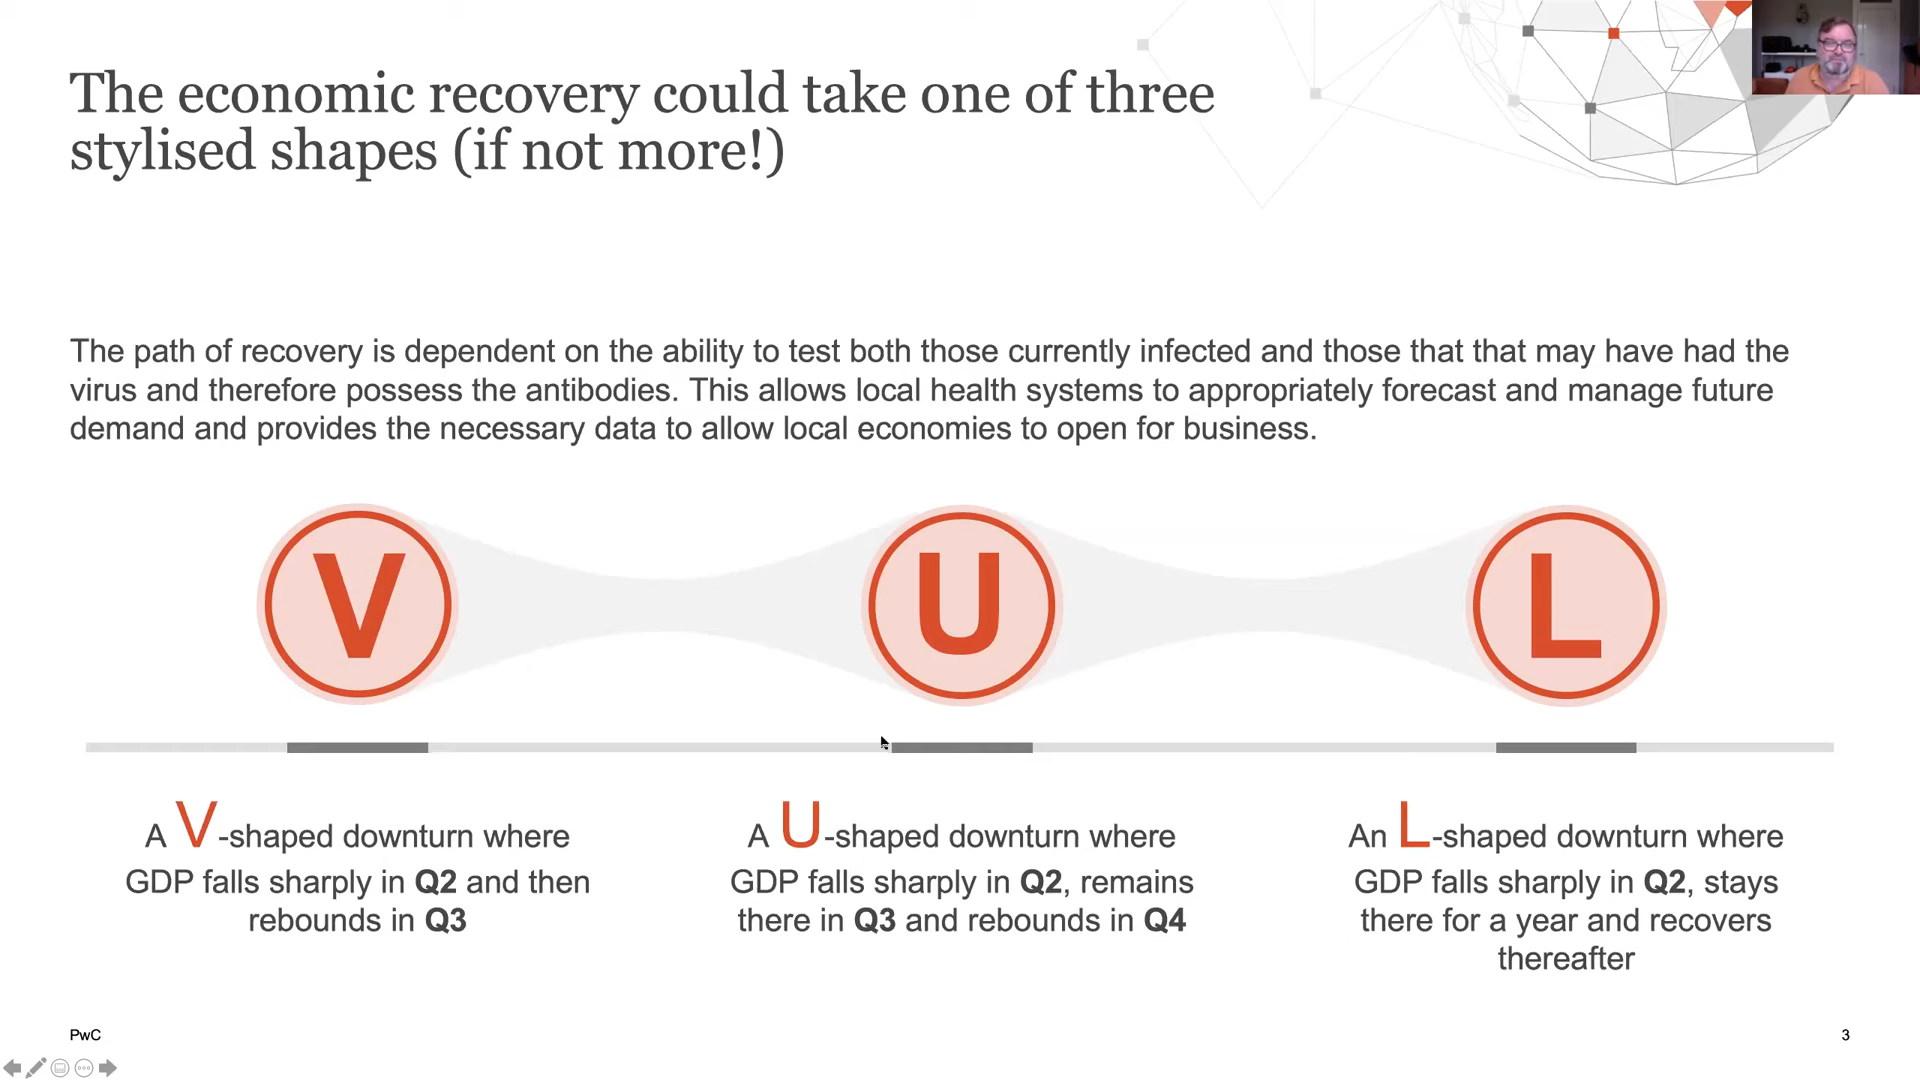 The economic recovery could take one of three
stylised shapes (if not more!)
The path of recovery is dependent on the ability to test both those currently infected and those that that may have had the
virus and therefore possess the antibodies. This allows local health systems to appropriately forecast and manage future
demand and provides the necessary data to allow local economies to open for business.
V
U
L
A V-shaped downturn where
GDP falls sharply in Q2 and then
rebounds in Q3
A U-shaped downturn where
GDP falls sharply in Q2, remains
there in Q3 and rebounds in Q4
An L-shaped downturn where
GDP falls sharply in Q2, stays
there for a year and recovers
thereafter
PwC
3